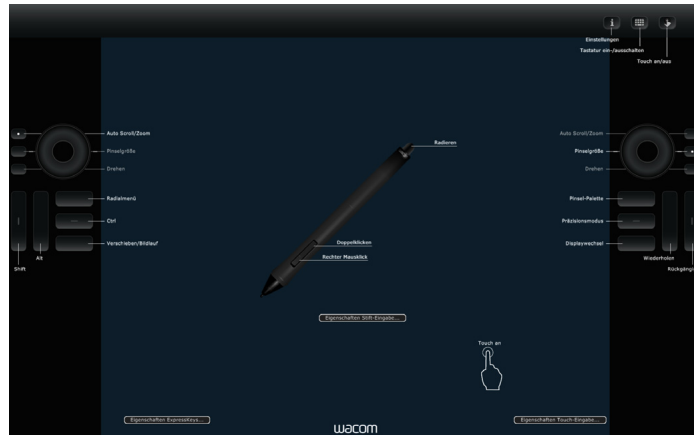 Einstellungen
Tastatur ein-/ausschalten
Touch an/aus
Auto Scroll/Zoom
Pinselgröße
Drehen
Radialmenü
Ctrl
Verschieben/Bildlauf
Alt
Shift
Radieren
Doppelklicken
Rechter Mausklick
Auto Scroll/Zoom
Pinselgröße
Drehen
Pinsel-Palette
Präzisionsmodus
Displaywechsel
Wiederholen
Eigenschaften Stift-Eingabe...
Touch an
Eigenschaften ExpressKeys...
Eigenschaften Touch-Eingabe...
wacom